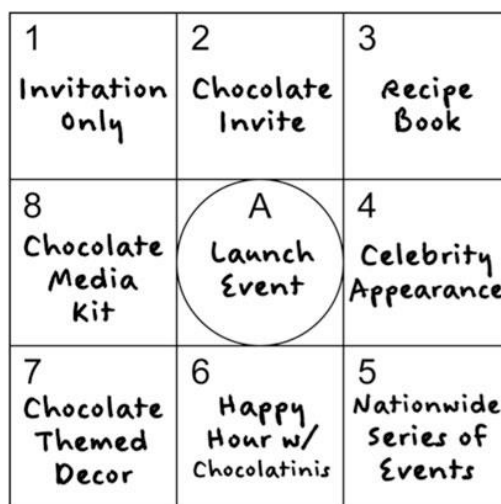 1
Invitation
Only
2
Chocolate
Invite
3
Recipe
Book
8
Chocolate
Media
Kit
A
Launch
Event
4
Celebrity
Appearance
7
Chocolate
Themed
Decor
6
Happy
Hour w/
Chocolatinis
5
Nationwide
Series of
Events